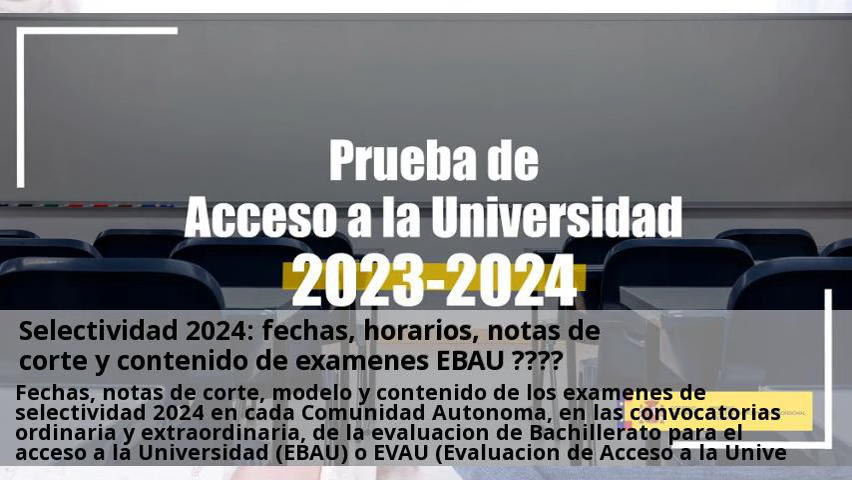 Prueba de
Acceso a la Universidad
2023-2024
Selectividad 2024: fechas, horarios, notas de
corte y contenido de examenes EBAU ????
Fechas, notas de corte, modelo y contenido de los examenes de
selectividad 2024 en cada Comunidad Autonoma, en las convocatorias
ordinaria y extraordinaria, de la evaluacion de Bachillerato para el
acceso a la Universidad (EBAU) o EVAU (Evaluacion de Acceso a la Unive